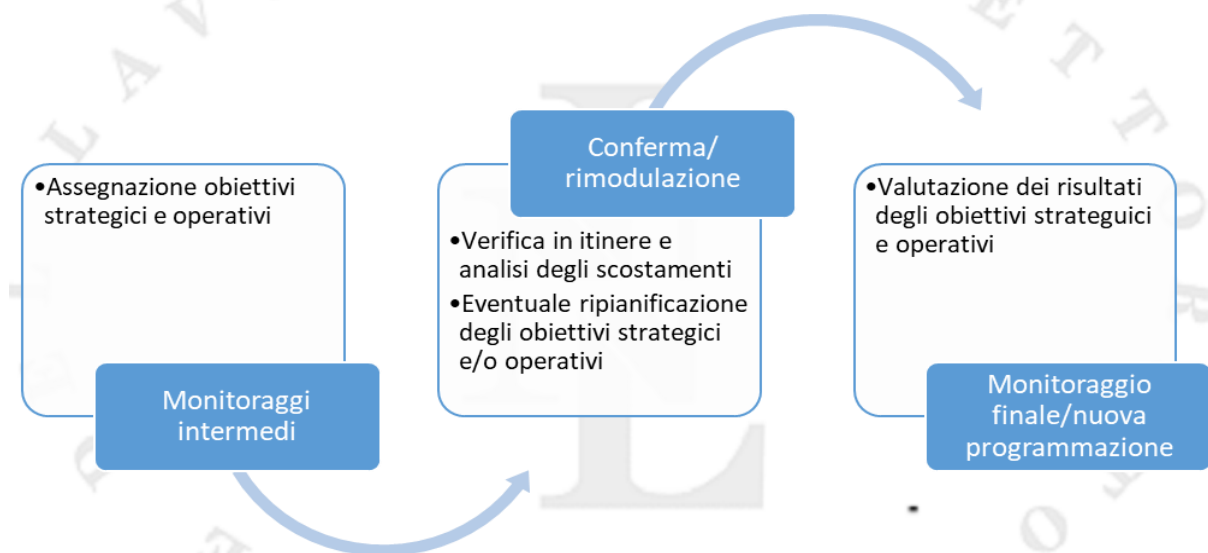 •Assegnazione obiettivi
strategici e operativi
Monitoraggi
intermedi
Conferma/
rimodulazione
•Verifica in itinere e
analisi degli scostamenti
•Eventuale ripianificazione
degli obiettivi strategici
e/o operativi
•Valutazione dei risultati
degli obiettivi strateguici
e operativi
Monitoraggio
finale/nuova
programmazione